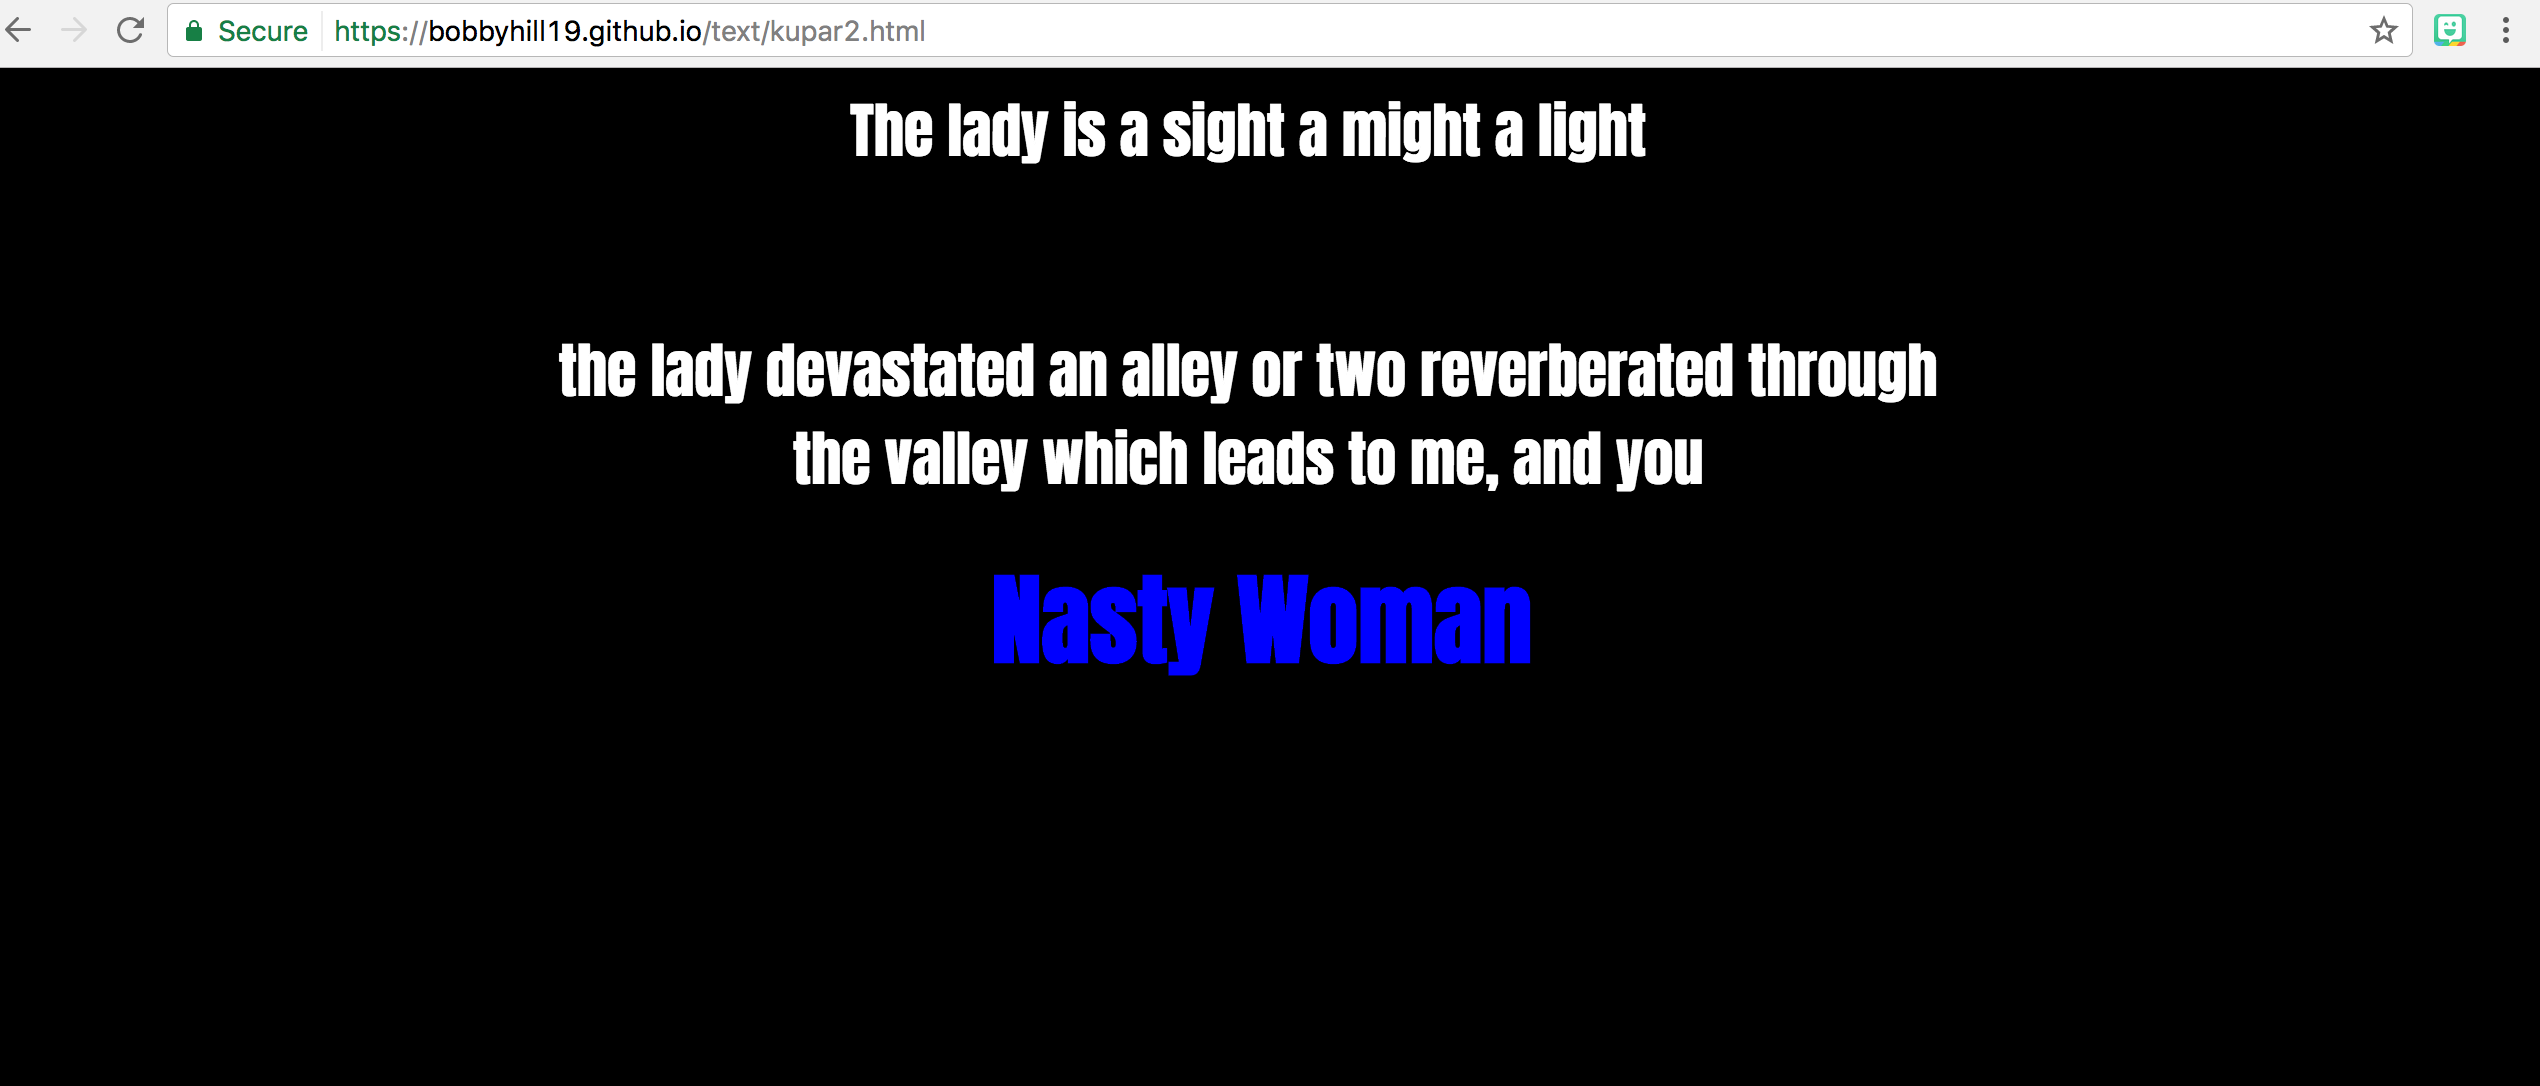 Secure https://bobbyhill19.github.io/text/kupar2.html
The lady is a sight a might a light
the lady devastated an alley or two reverberated through
the valley which leads to me, and you
Nasty Woman